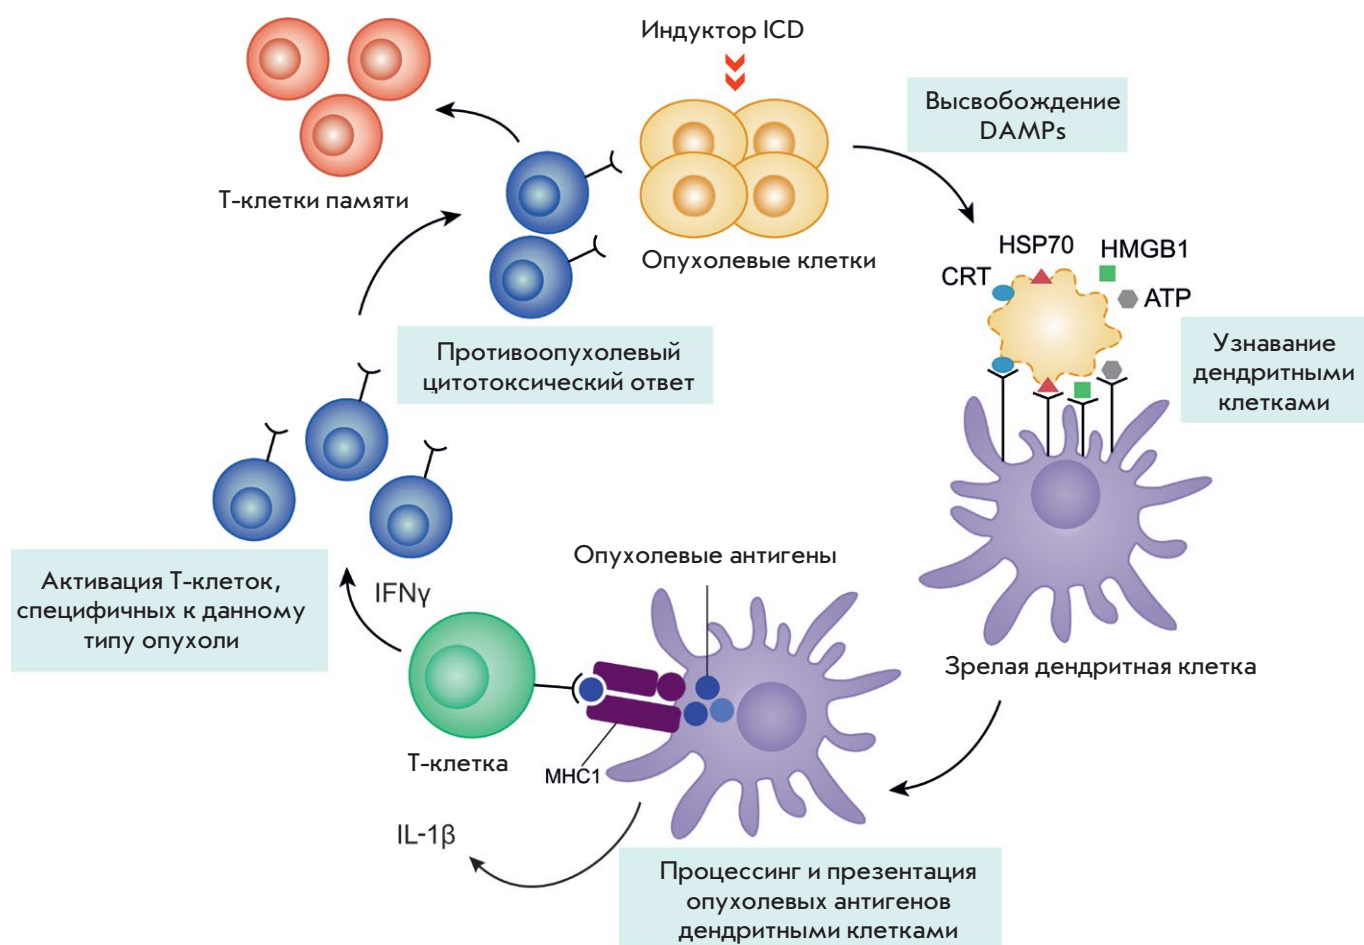 Индуктор ICD
Высвобождение
DAMPs
Т-клетки памяти
Опухолевые клетки
HSP70
HMGB1
CRT
ATP
Узнавание
дендритными
клетками
Противоопухолевый
цитотоксический ответ
Зрелая дендритная клетка
Опухолевые антигены
Активация Т-клеток,
специфичных к данному
типу опухоли
IFNγ
Т-клетка
MHC1
IL-1β
Процессинг и презентация
опухолевых антигенов
дендритными клетками